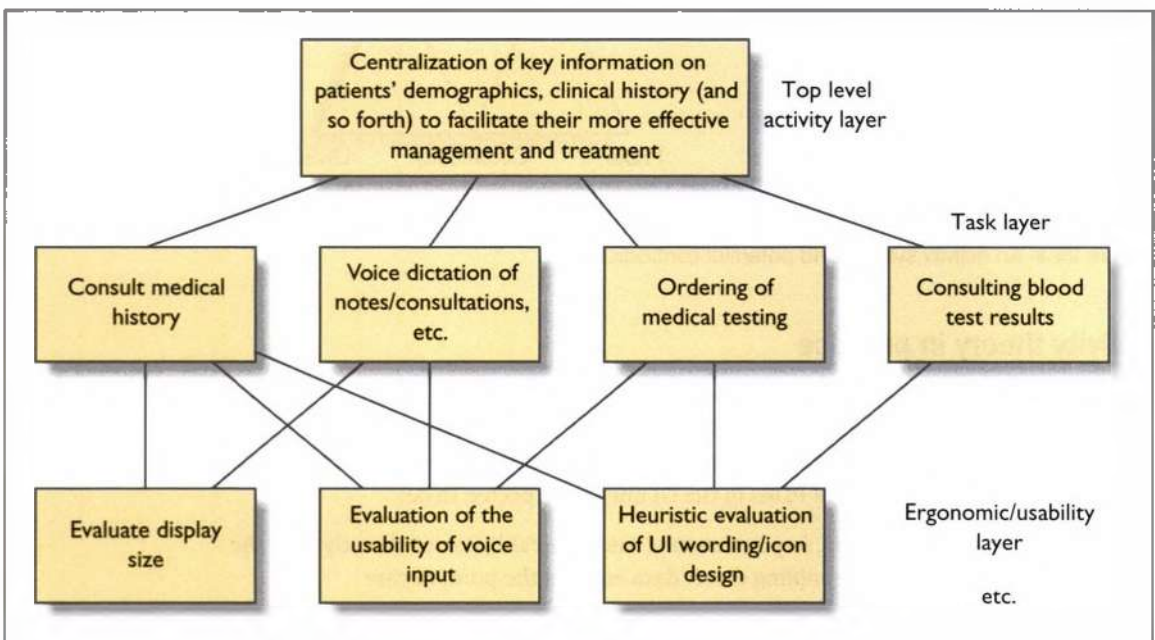 Centralization of key information on
patients' demographics, clinical history (and
so forth) to facilitate their more effective
management and treatment
Top level
activity layer
Task layer
Consult medical
history
Voice dictation of
notes/consultations,
etc.
Ordering of
medical testing
Consulting blood
test results
Evaluate display
size
Evaluation of the
usability of voice
input
Heuristic evaluation
of UI wording/icon
design
Ergonomic/usability
layer
etc.